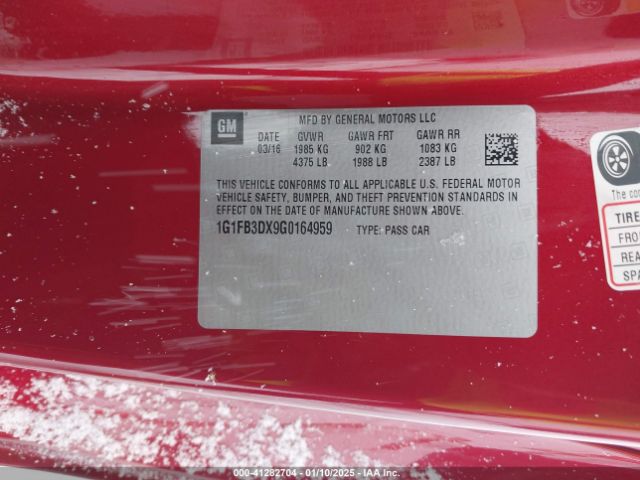 GM
MFD BY GENERAL MOTORS LLC
DATE GVWR GAWR FRT GAWR RR
03/16 1985 KG 902 KG 1083 KG
4375 LB 1988 LB 2387 LB
THIS VEHICLE CONFORMS TO ALL APPLICABLE U.S. FEDERAL MOTOR
VEHICLE SAFETY, BUMPER, AND THEFT PREVENTION STANDARDS IN
EFFECT ON THE DATE OF MANUFACTURE SHOWN ABOVE.
1G1FB3DX9G0164959 TYPE: PASS CAR
The co
TIRE
FRO
REA
SPA
000-41282704 - 01/10/2025 - IAA Inc.